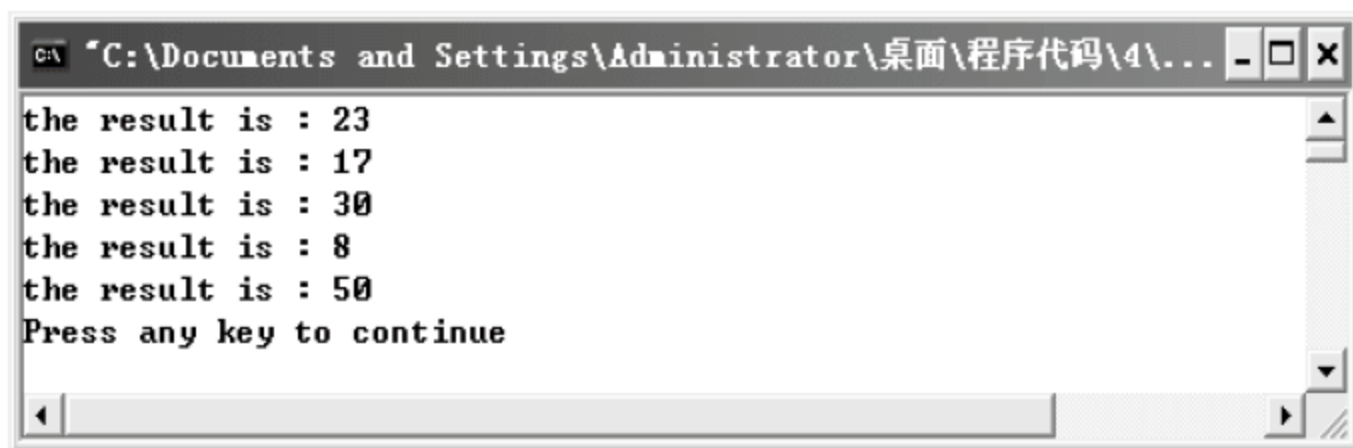 "C:\Documents and Settings\Administrator\桌面\程序代码\4\...
the result is : 23
the result is : 17
the result is : 30
the result is : 8
the result is : 50
Press any key to continue